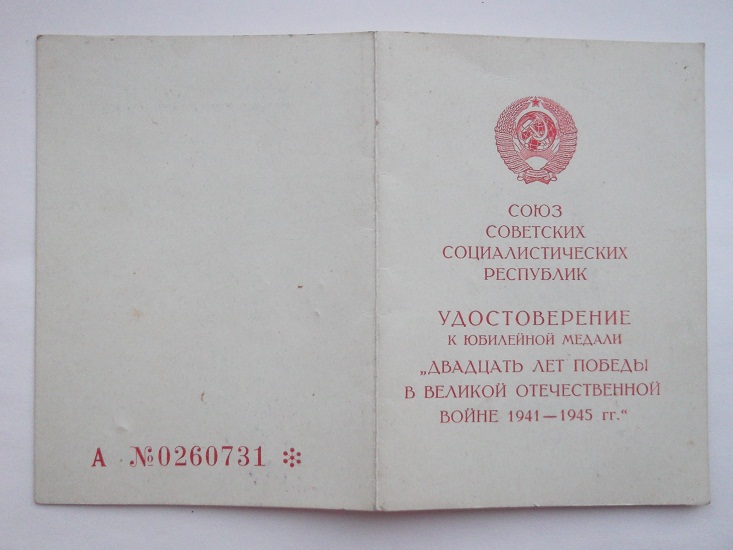 СОЮЗ
СОВЕТСКИХ
СОЦИАЛИСТИЧЕСКИХ
РЕСПУБЛИК
УДОСТОВЕРЕНИЕ
К ЮБИЛЕЙНОЙ МЕДАЛИ
„ДВАДЦАТЬ ЛЕТ ПОБЕДЫ
В ВЕЛИКОЙ ОТЕЧЕСТВЕННОЙ
ВОЙНЕ 1941—1945 гг.“
А №0260731 ✻